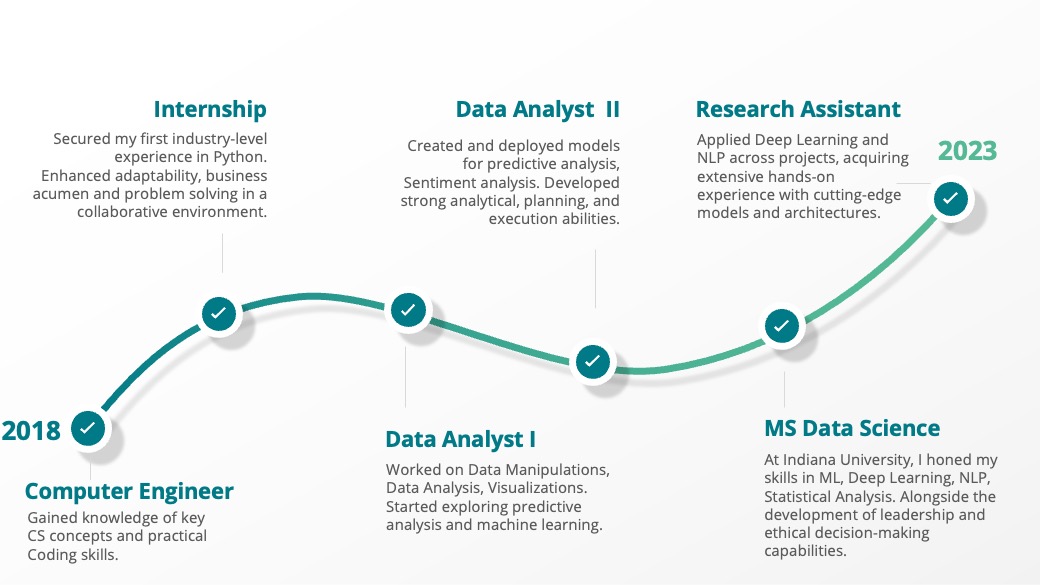 Internship
Secured my first industry-level
experience in Python.
Enhanced adaptability, business
acumen and problem solving in a
collaborative environment.
Data Analyst  II
Created and deployed models
for predictive analysis,
Sentiment analysis. Developed
strong analytical, planning, and
execution abilities.
Research Assistant
Applied Deep Learning and
NLP across projects, acquiring
extensive hands-on
experience with cutting-edge
models and architectures.
2023
2018
Computer Engineer
Gained knowledge of key
CS concepts and practical
Coding skills.
Data Analyst I
Worked on Data Manipulations,
Data Analysis, Visualizations.
Started exploring predictive
analysis and machine learning.
MS Data Science
At Indiana University, I honed my
skills in ML, Deep Learning, NLP,
Statistical Analysis. Alongside the
development of leadership and
ethical decision-making
capabilities.